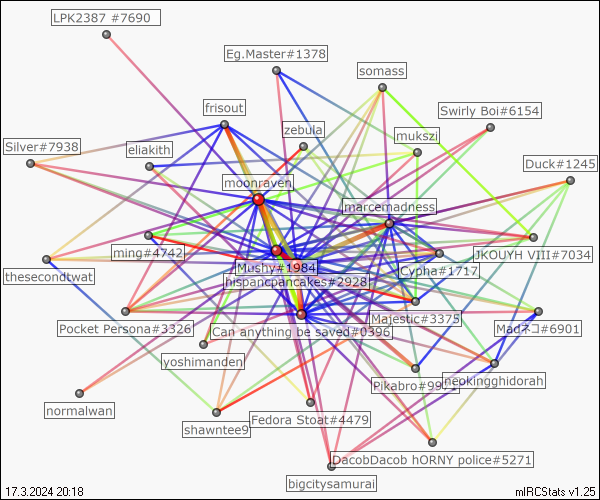 LPK2387 #7690
Eg.Master#1378
somass
frisout
Swirly Boi#6154
zebula
mukszi
Silver#7938
eliakith
Duck#1245
moonraven
marcemadness
ming#4742
JKOUYH VIII#7034
Mushy#1984
Cypha#1717
thesecondtwat
hispancpancakes#2928
Majestic#3375
Pocket Persona#3326
Can anything be saved#0396
Madネコ#6901
yoshimanden
Pikabro#997
neokingghidorah
normalwan
Fedora Stoat#4479
shawntee9
DacobDacob hORNY police#5271
bigcitysamurai
17.3.2024 20:18
mIRCStats v1.25